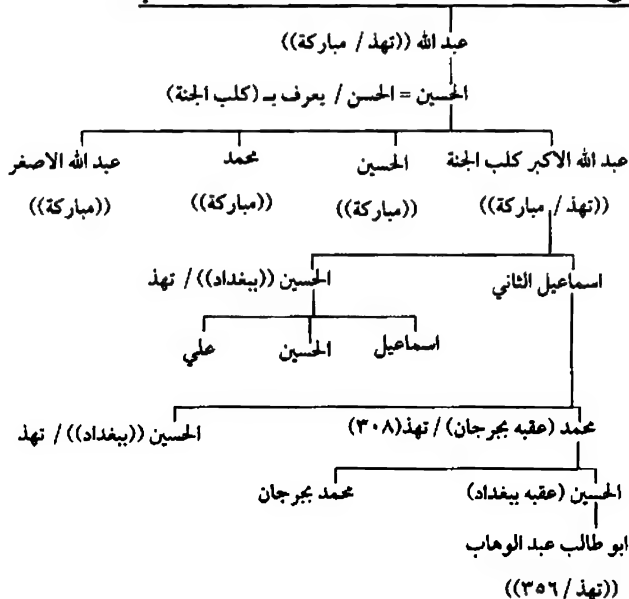 عبد الله ((تهذ / مباركة))
الحسين = الحسن / يعرف بـ (كلب الجنة)
عبد الله الاكبر كلب الجنة الحسين محمد عبد الله الاصغر
((تهذ / مباركة)) ((مباركة)) ((مباركة)) ((مباركة))
اسماعيل الثاني الحسين ((ببغداد)) / تهذ
اسماعيل الحسين علي
محمد (عقبه بجرجان) / تهذ(٣٠٨) الحسين ((ببغداد)) / تهذ
الحسين (عقبه ببغداد) محمد بجرجان
ابو طالب عبد الوهاب
((تهذ / ٣٥٦))